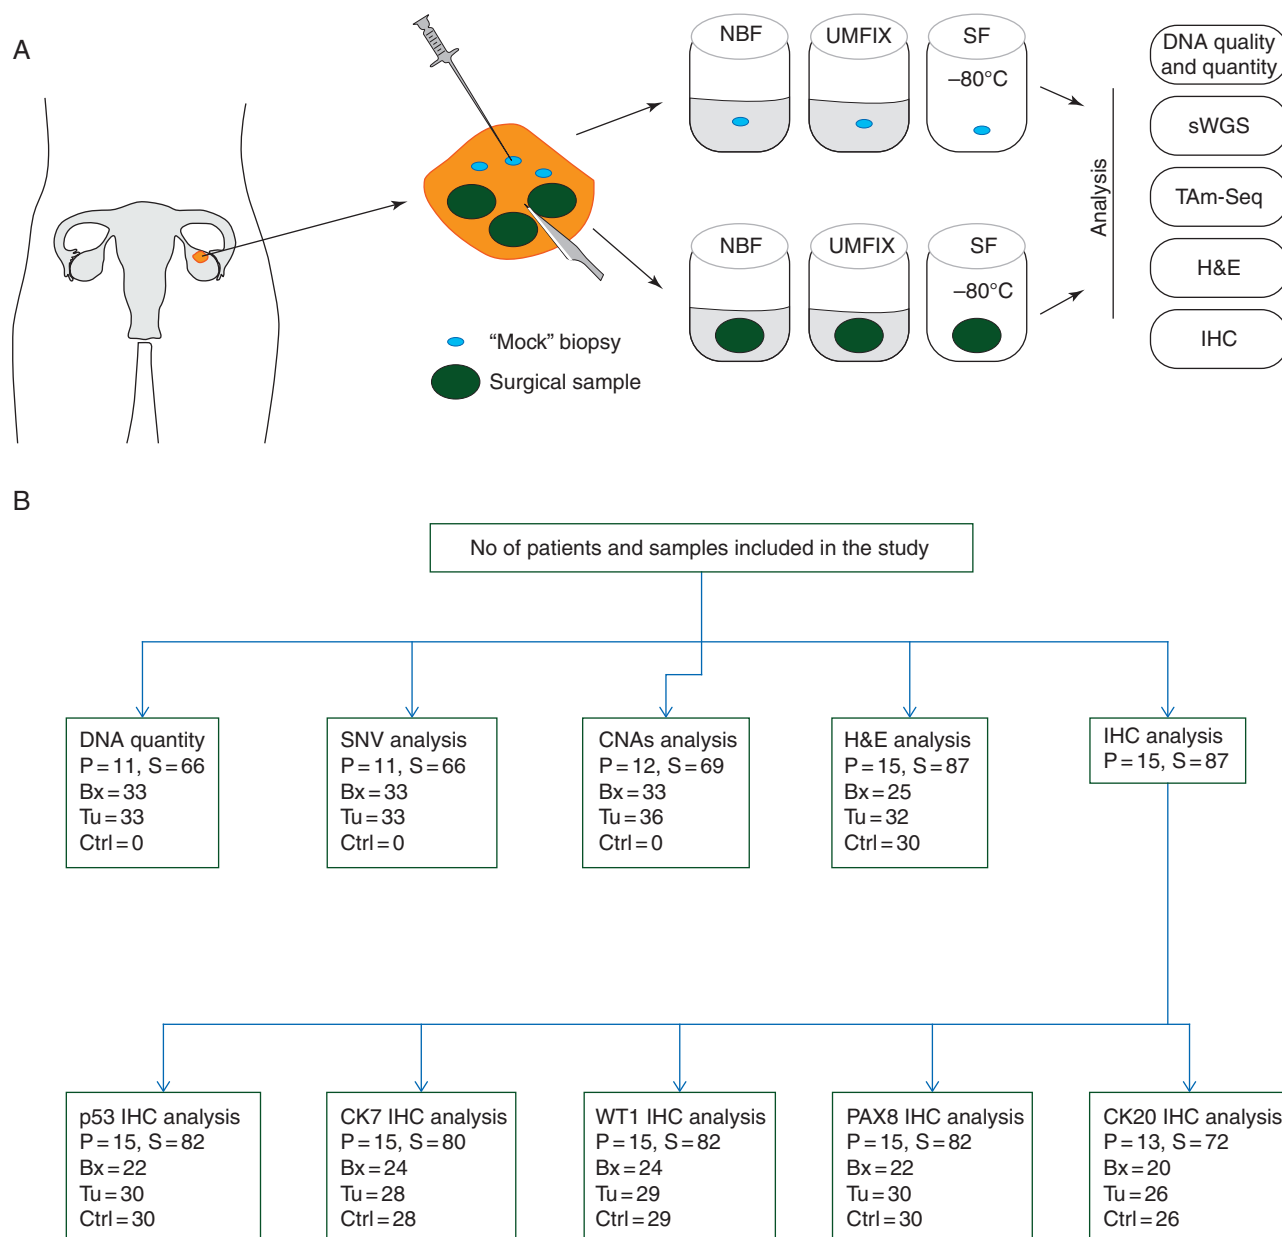 A
NBF
UMFIX
SF
–80°C
DNA quality
and quantity
sWGS
TAm-Seq
H&E
IHC
Analysis
NBF
UMFIX
SF
–80°C
“Mock” biopsy
Surgical sample
B
No of patients and samples included in the study
DNA quantity
P=11, S=66
Bx=33
Tu=33
Ctrl=0
SNV analysis
P=11, S=66
Bx=33
Tu=33
Ctrl=0
CNAs analysis
P=12, S=69
Bx=33
Tu=36
Ctrl=0
H&E analysis
P=15, S=87
Bx=25
Tu=32
Ctrl=30
IHC analysis
P=15, S=87
p53 IHC analysis
P=15, S=82
Bx=22
Tu=30
Ctrl=30
CK7 IHC analysis
P=15, S=80
Bx=24
Tu=28
Ctrl=28
WT1 IHC analysis
P=15, S=82
Bx=24
Tu=29
Ctrl=29
PAX8 IHC analysis
P=15, S=82
Bx=22
Tu=30
Ctrl=30
CK20 IHC analysis
P=13, S=72
Bx=20
Tu=26
Ctrl=26